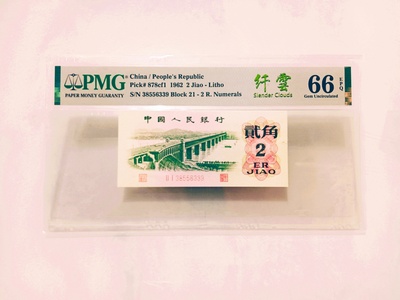 PMG
PAPER MONEY GUARANTY
China / People's Republic
Pick# 878cf1 1962 2 Jiao - Litho
S/N 38556339 Block 21 - 2 R. Numerals
纤雲
Slender Clouds
66 EPQ
Gem Uncirculated
中國人民銀行
貳角
2
ER
JIAO
38556339